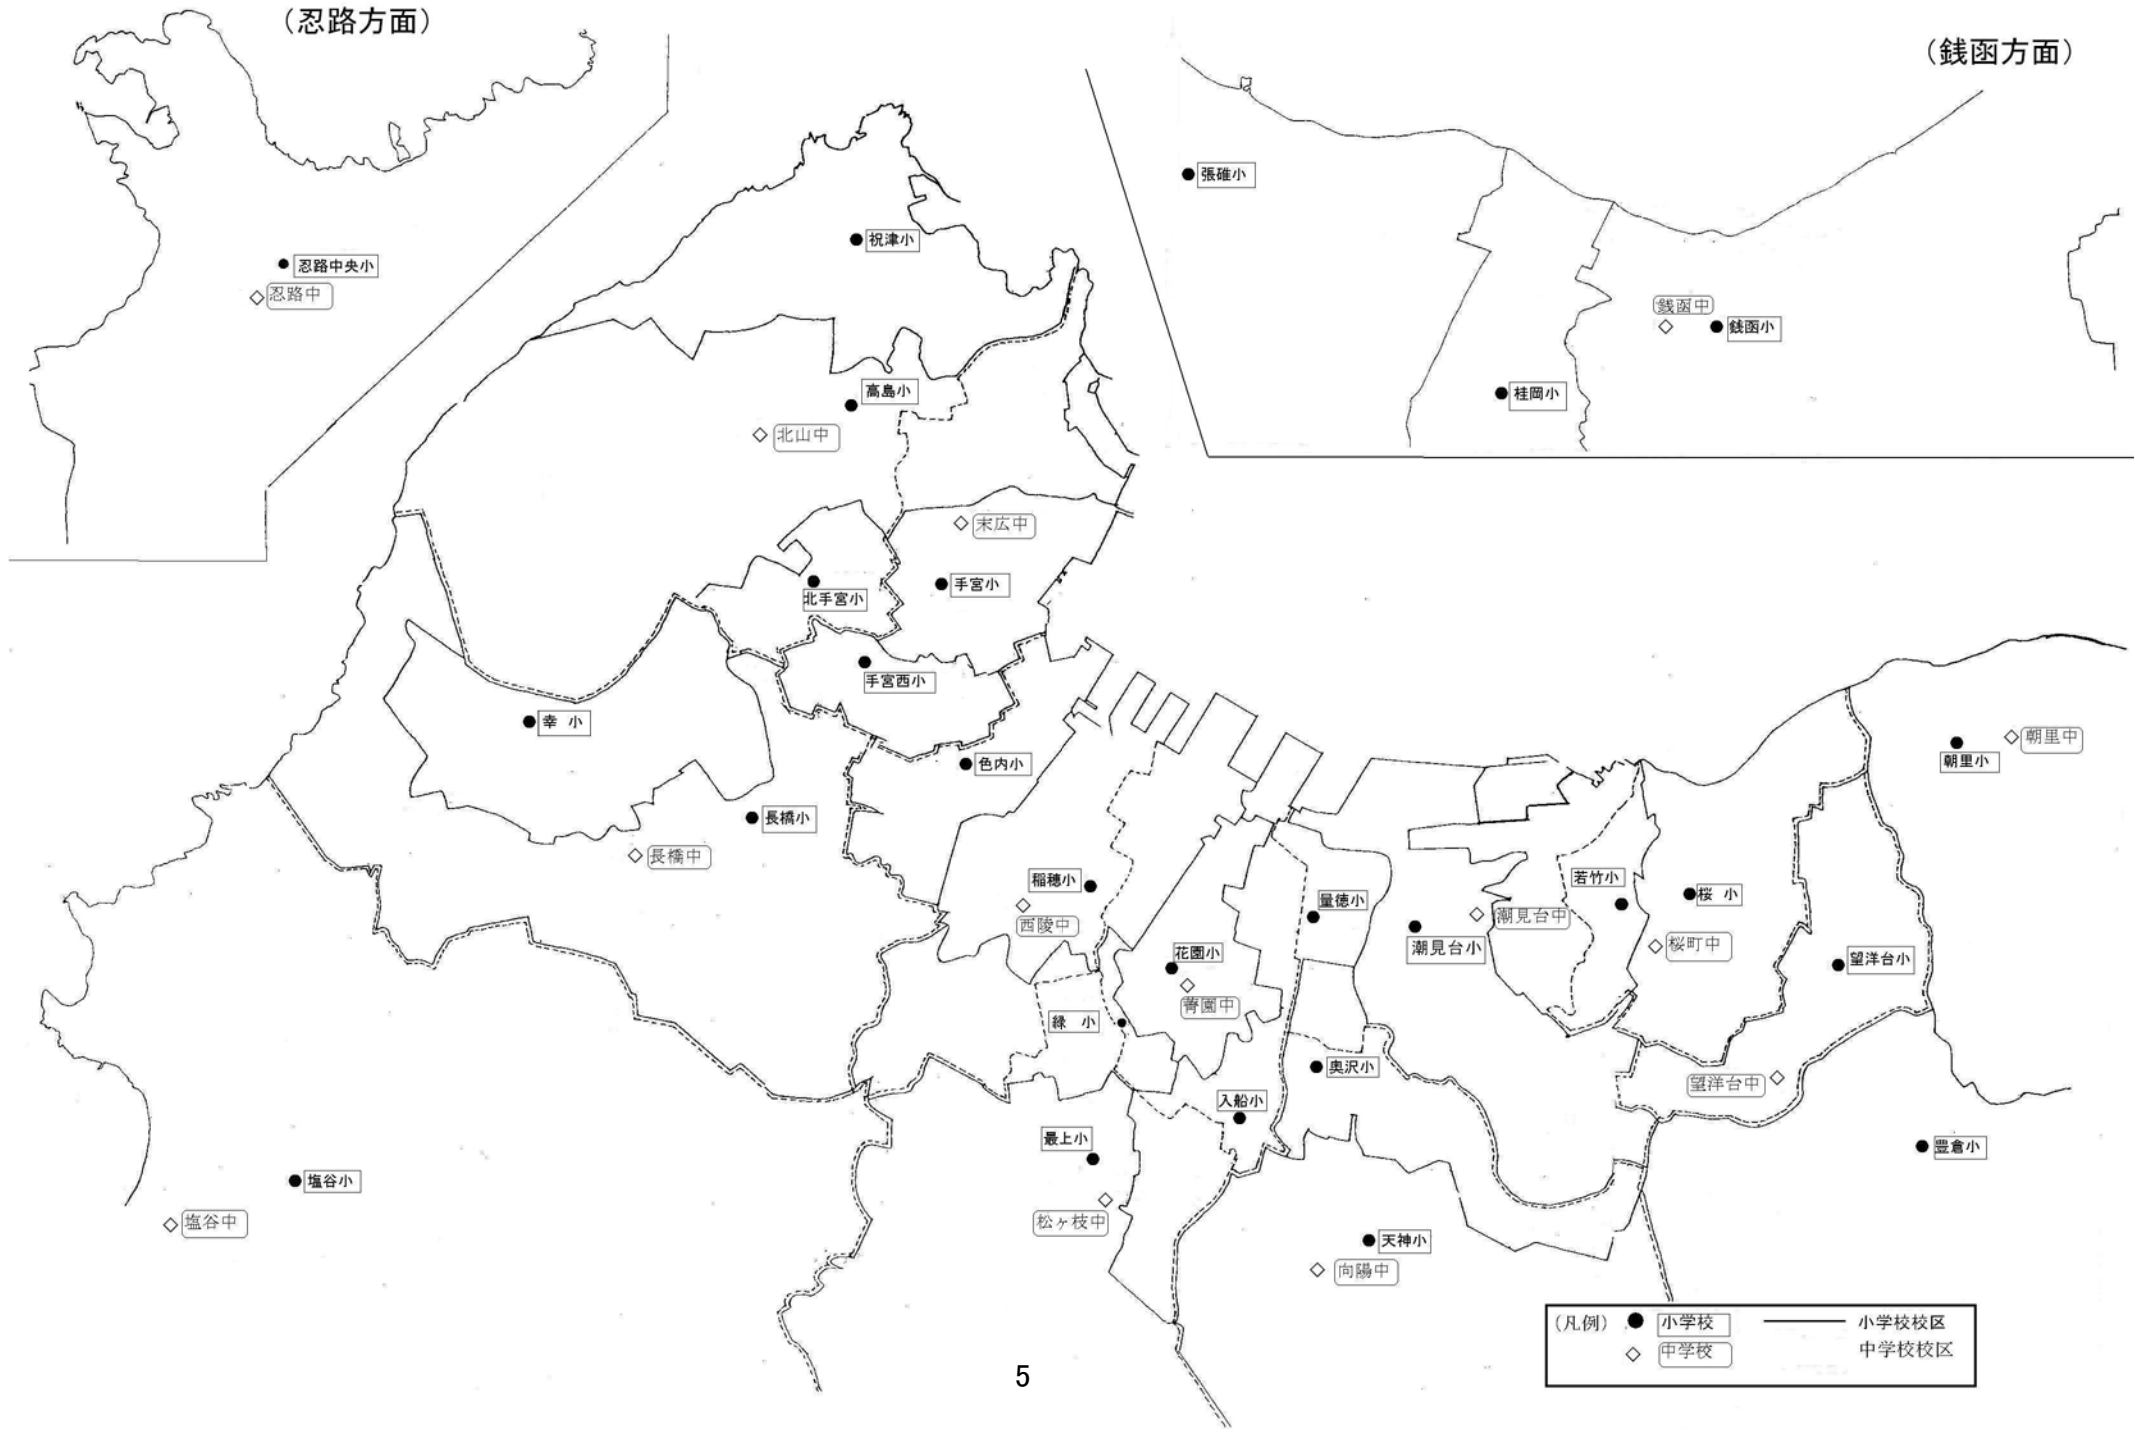 （忍路方面）
（銭函方面）
張碓小
祝津小
忍路中央小
忍路中
銭函中
銭函小
高島小
桂岡小
北山中
末広中
手宮小
北手宮小
手宮西小
幸 小
色内小
朝里中
朝里小
長橋小
長橋中
稲穂小
西陵中
若竹小
桜 小
量徳小
潮見台中
潮見台小
桜町中
花園小
菁園中
望洋台小
緑 小
奥沢小
望洋台中
入船小
最上小
豊倉小
塩谷小
塩谷中
松ヶ枝中
天神小
向陽中
（凡例） 小学校 小学校校区
中学校 中学校校区
5